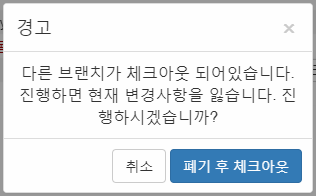 경고
×
다른 브랜치가 체크아웃 되어있습니다.
진행하면 현재 변경사항을 잃습니다. 진
행하시겠습니까?
취소
폐기 후 체크아웃